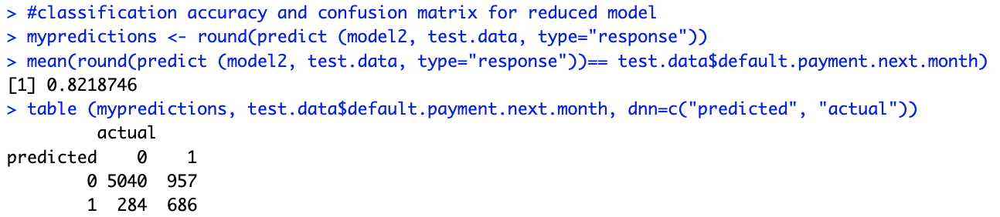 > #classification accuracy and confusion matrix for reduced model
> mypredictions <- round(predict (model2, test.data, type="response"))
> mean(round(predict (model2, test.data, type="response"))== test.data$default.payment.next.month)
[1] 0.8218746
> table (mypredictions, test.data$default.payment.next.month, dnn=c("predicted", "actual"))
         actual
predicted    0    1
        0 5040  957
        1  284  686